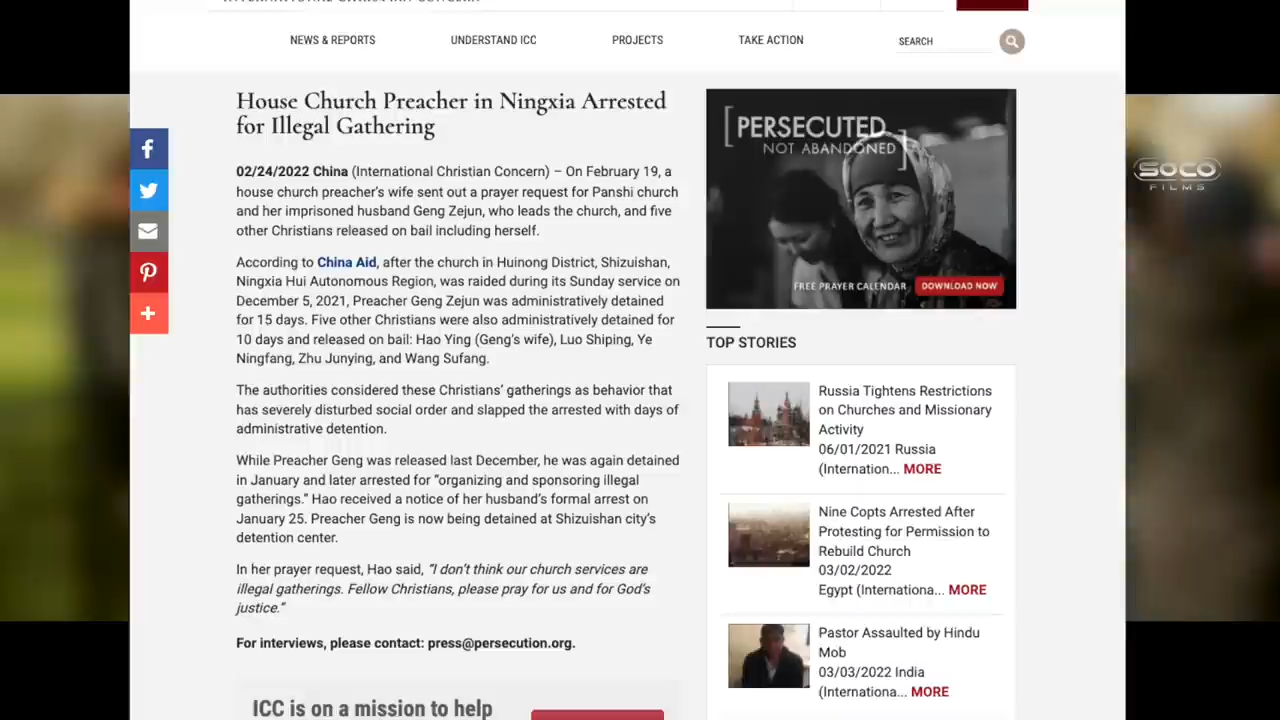 INTERNATIONAL CHRISTIAN CONCERN
NEWS & REPORTS
UNDERSTAND ICC
PROJECTS
TAKE ACTION
SEARCH
House Church Preacher in Ningxia Arrested
for Illegal Gathering
02/24/2022 China (International Christian Concern) – On February 19, a
house church preacher's wife sent out a prayer request for Panshi church
and her imprisoned husband Geng Zejun, who leads the church, and five
other Christians released on bail including herself.
According to China Aid, after the church in Huinong District, Shizuishan,
Ningxia Hui Autonomous Region, was raided during its Sunday service on
December 5, 2021, Preacher Geng Zejun was administratively detained
for 15 days. Five other Christians were also administratively detained for
10 days and released on bail: Hao Ying (Geng's wife), Luo Shiping, Ye
Ningfang, Zhu Junying, and Wang Sufang.
The authorities considered these Christians' gatherings as behavior that
has severely disturbed social order and slapped the arrested with days of
administrative detention.
While Preacher Geng was released last December, he was again detained
in January and later arrested for "organizing and sponsoring illegal
gatherings." Hao received a notice of her husband's formal arrest on
January 25. Preacher Geng is now being detained at Shizuishan city's
detention center.
In her prayer request, Hao said, "I don't think our church services are
illegal gatherings. Fellow Christians, please pray for us and for God's
justice."
For interviews, please contact: press@persecution.org.
ICC is on a mission to help
[PERSECUTED
NOT ABANDONED]
FREE PRAYER CALENDAR
DOWNLOAD NOW
TOP STORIES
Russia Tightens Restrictions
on Churches and Missionary
Activity
06/01/2021 Russia
(Internation... MORE
Nine Copts Arrested After
Protesting for Permission to
Rebuild Church
03/02/2022
Egypt (Internationa... MORE
Pastor Assaulted by Hindu
Mob
03/03/2022 India
(Internationa... MORE
SOCO
FILMS